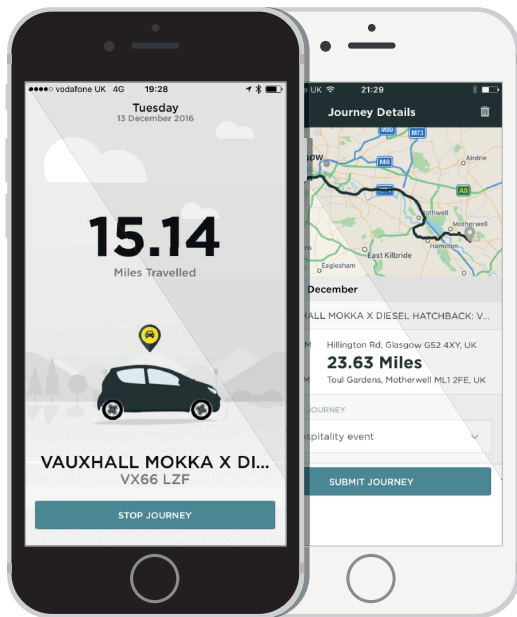 vodafone UK 4G 19:28
Tuesday
13 December 2016
15.14
Miles Travelled
VAUXHALL MOKKA X DI...
VX66 LZF
STOP JOURNEY
UK 21:29
Journey Details
M80
M73
M8
Airdrie
A8
Bothwell
Motherwell
Hamilton
East Kilbride
Eaglesham
December
HALL MOKKA X DIESEL HATCHBACK: V...
Hillington Rd, Glasgow G52 4XY, UK
23.63 Miles
Toul Gardens, Motherwell ML1 2FE, UK
JOURNEY
spitality event
SUBMIT JOURNEY